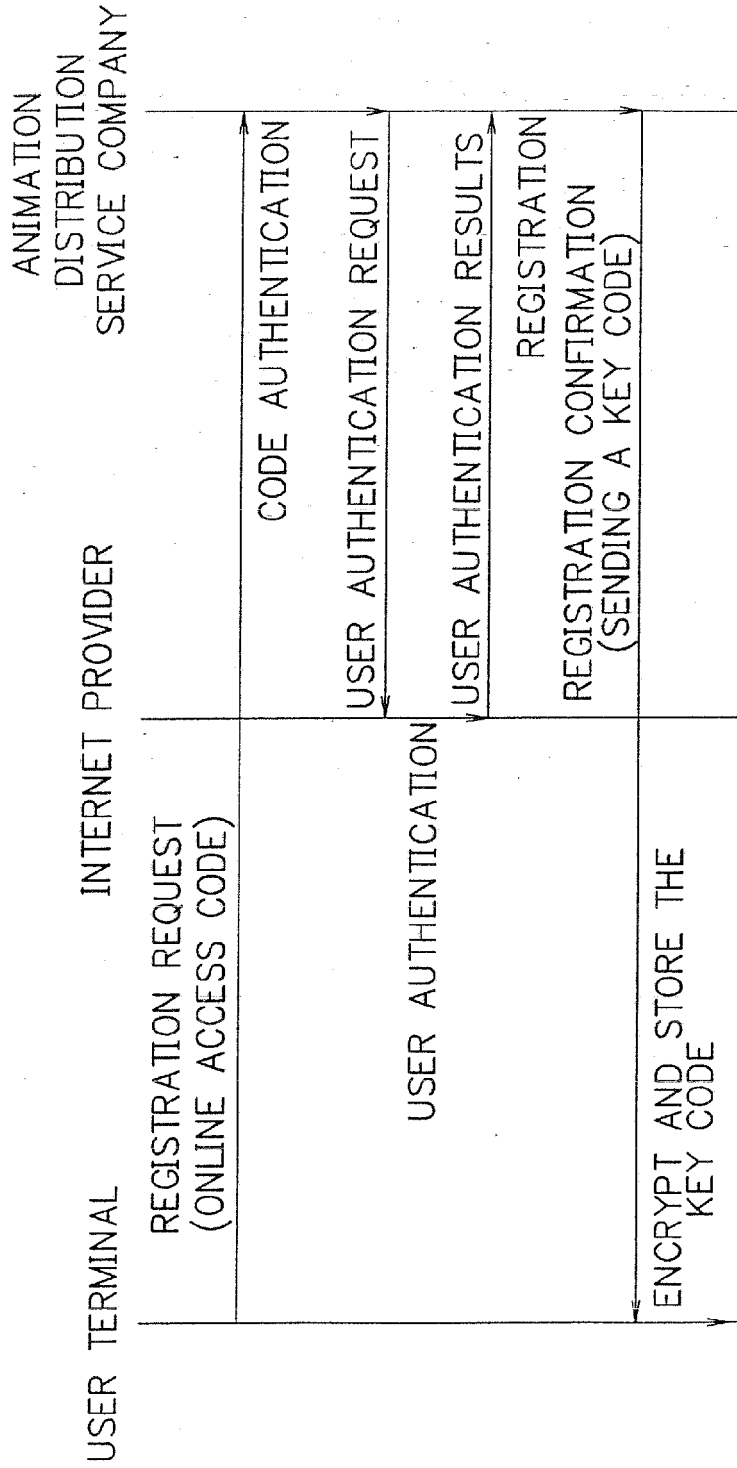 USER TERMINAL
INTERNET PROVIDER
ANIMATION
DISTRIBUTION
SERVICE COMPANY
REGISTRATION REQUEST
(ONLINE ACCESS CODE)
CODE AUTHENTICATION
USER AUTHENTICATION REQUEST
USER AUTHENTICATION
USER AUTHENTICATION RESULTS
REGISTRATION
REGISTRATION CONFIRMATION
(SENDING A KEY CODE)
ENCRYPT AND STORE THE
KEY CODE